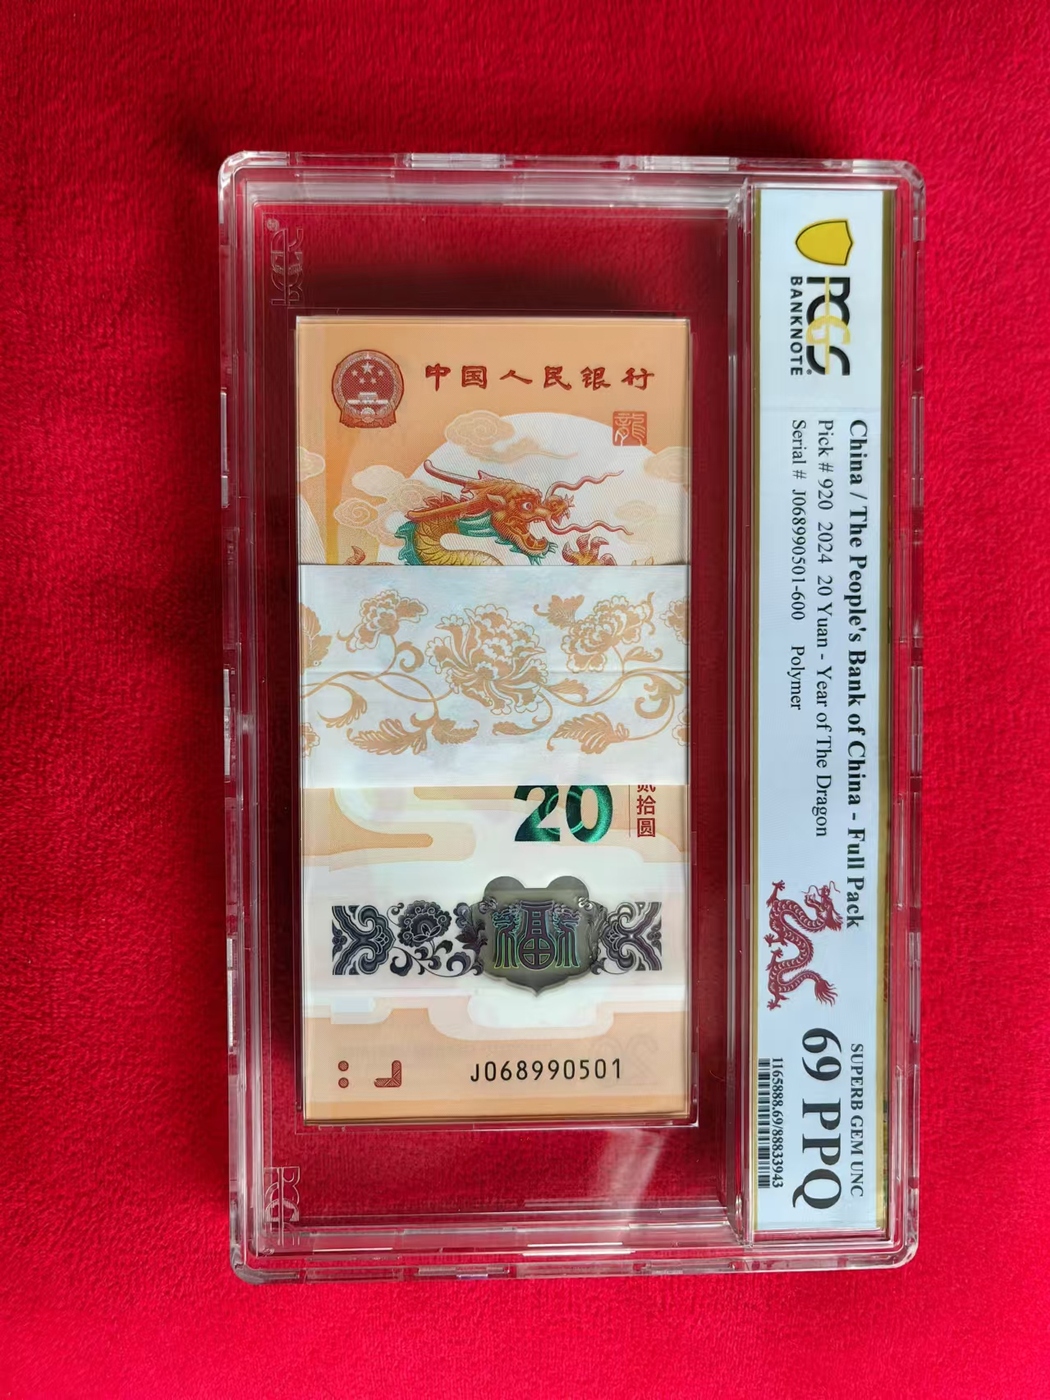 中国人民银行
龍
20
贰拾圆
福
J068990501
PCGS
BANKNOTE
China / The People's Bank of China - Full Pack
Pick # 920 2024 20 Yuan - Year of The Dragon
Serial # J068990501-600 Polymer
SUPERB GEM UNC
69 PPQ
1165888.69/88833943
PCGS